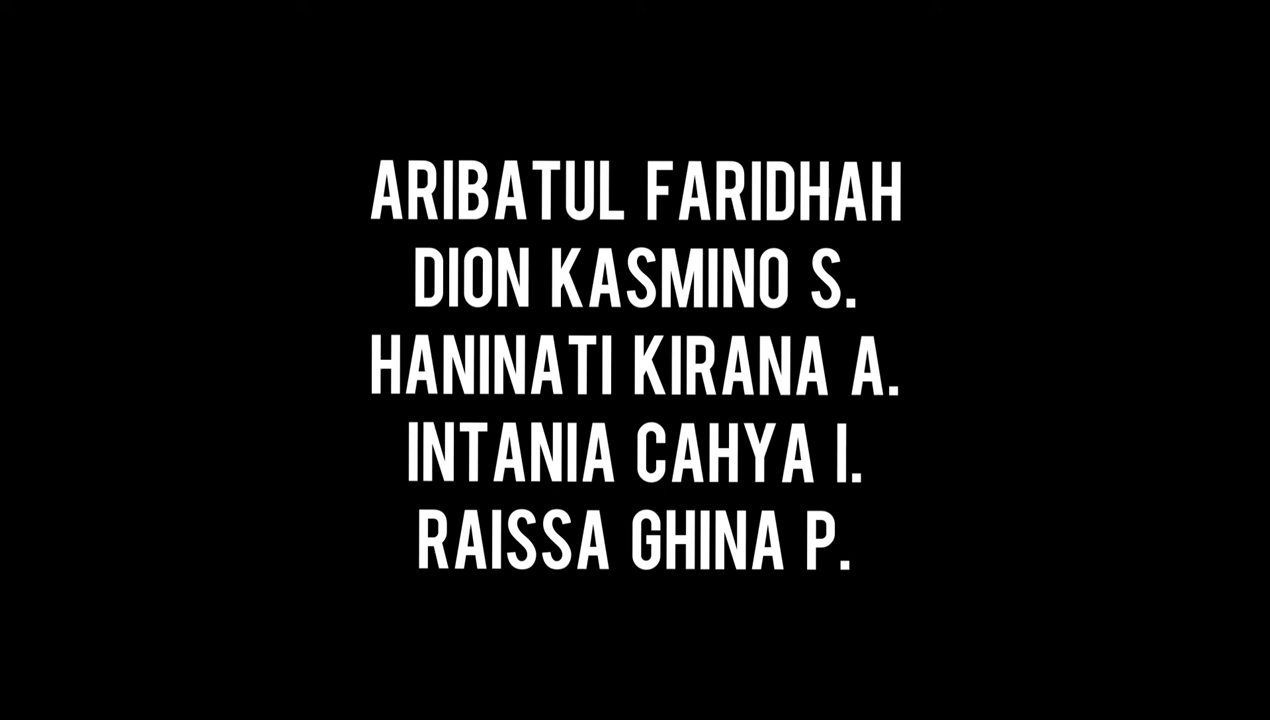 ARIBATUL FARIDHAH
DION KASMINO S.
HANINATI KIRANA A.
INTANIA CAHYA I.
RAISSA GHINA P.